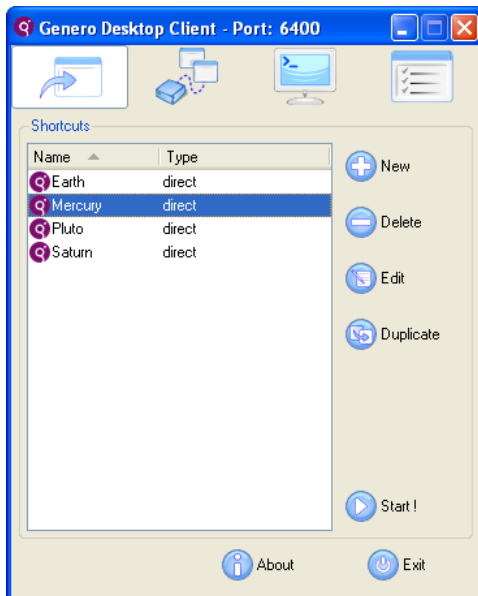 Genero Desktop Client - Port: 6400
Shortcuts
Name Type
Earth direct
Mercury direct
Pluto direct
Saturn direct
New
Delete
Edit
Duplicate
Start !
About Exit